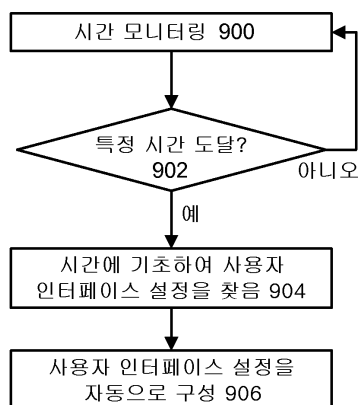 시간 모니터링 900
특정 시간 도달?
902
아니오
예
시간에 기초하여 사용자
인터페이스 설정을 찾음 904
사용자 인터페이스 설정을
자동으로 구성 906